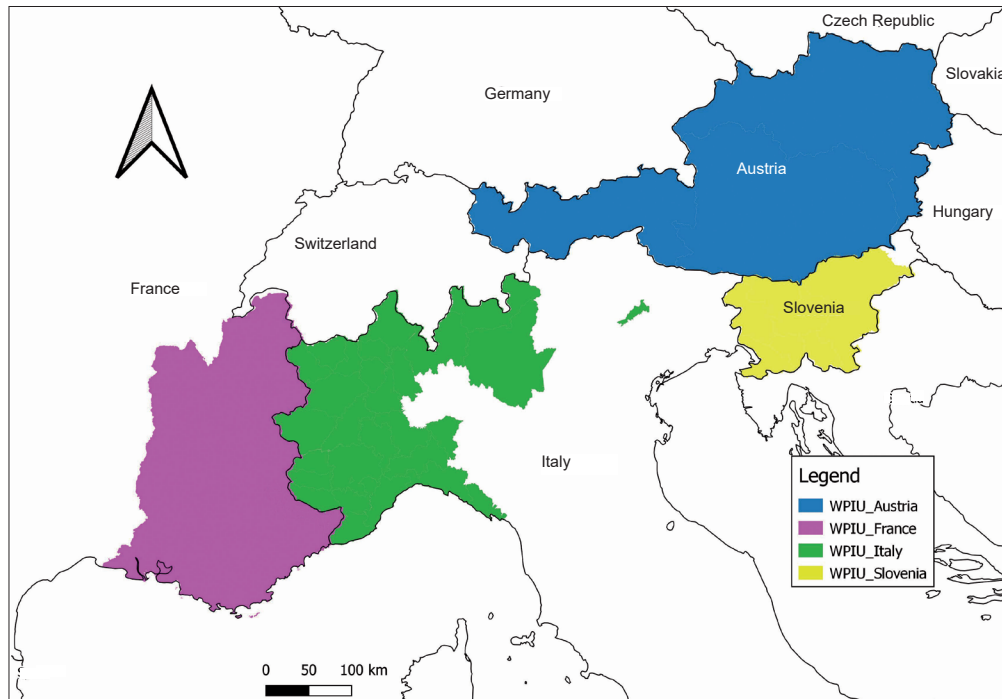 Czech Republic
Slovakia
Germany
Austria
Hungary
Switzerland
France
Slovenia
Italy
Legend
WPIU_Austria
WPIU_France
WPIU_Italy
WPIU_Slovenia
0 50 100 km